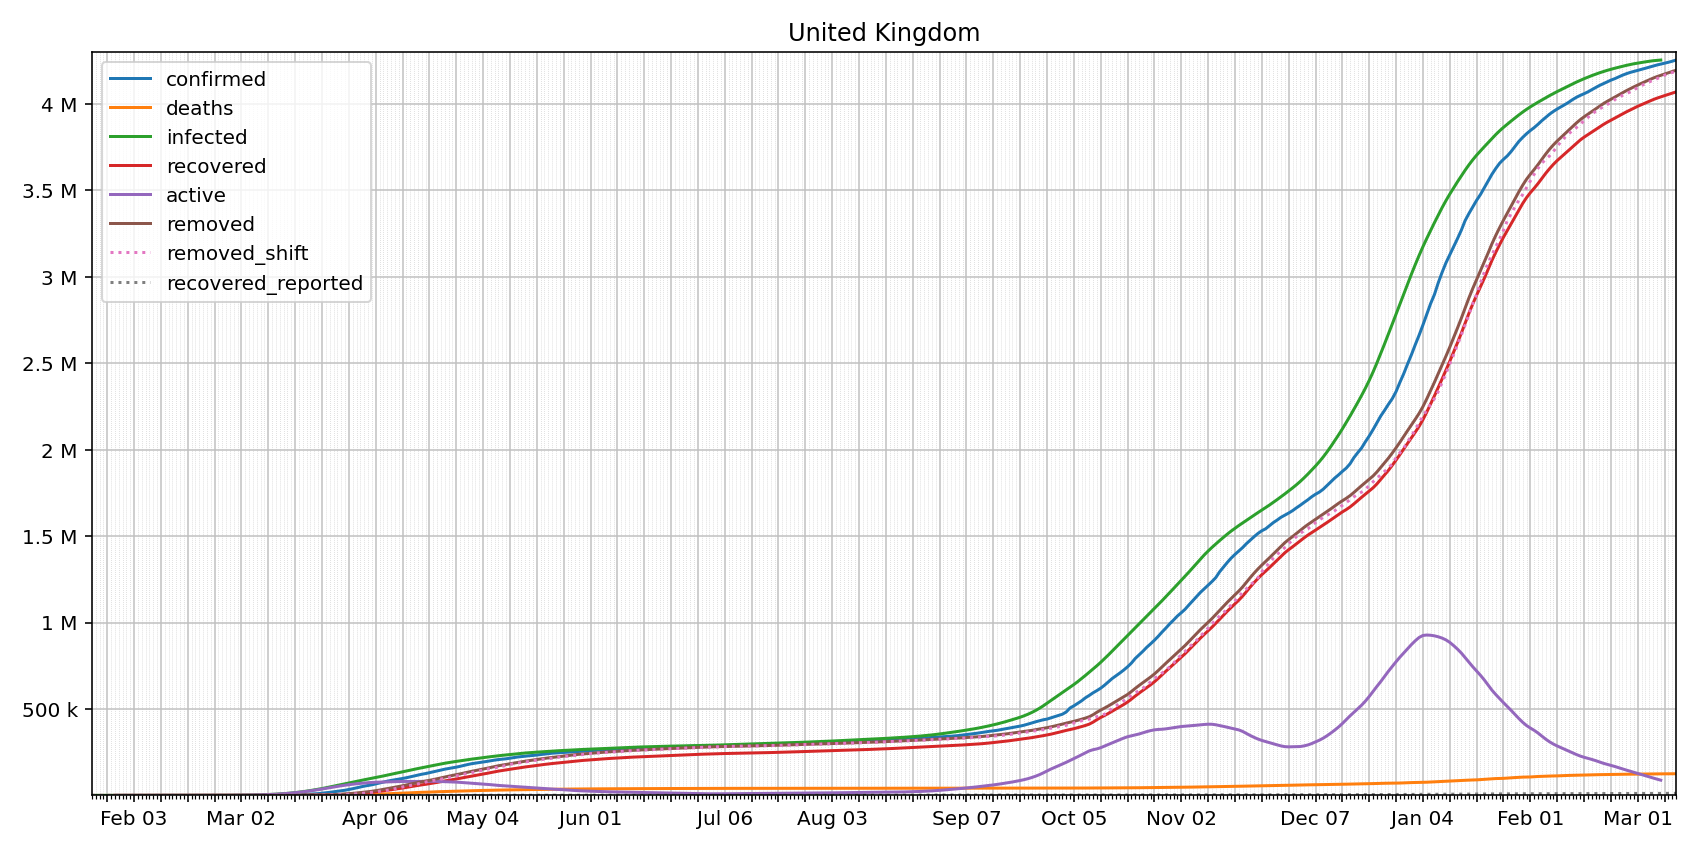 United Kingdom
confirmed
deaths
infected
recovered
active
removed
removed_shift
recovered_reported
4 M
3.5 M
3 M
2.5 M
2 M
1.5 M
1 M
500 k
Feb 03 Mar 02 Apr 06 May 04 Jun 01 Jul 06 Aug 03 Sep 07 Oct 05 Nov 02 Dec 07 Jan 04 Feb 01 Mar 01